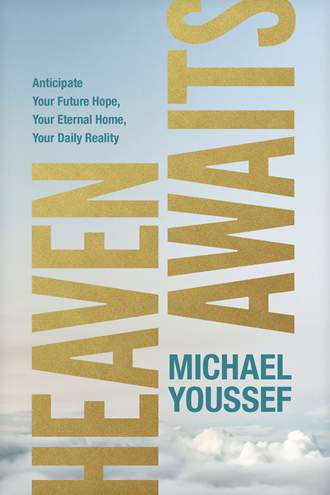 Anticipate
Your Future Hope,
Your Eternal Home,
Your Daily Reality
HEAVEN
AWAITS
MICHAEL
YOUSSEF